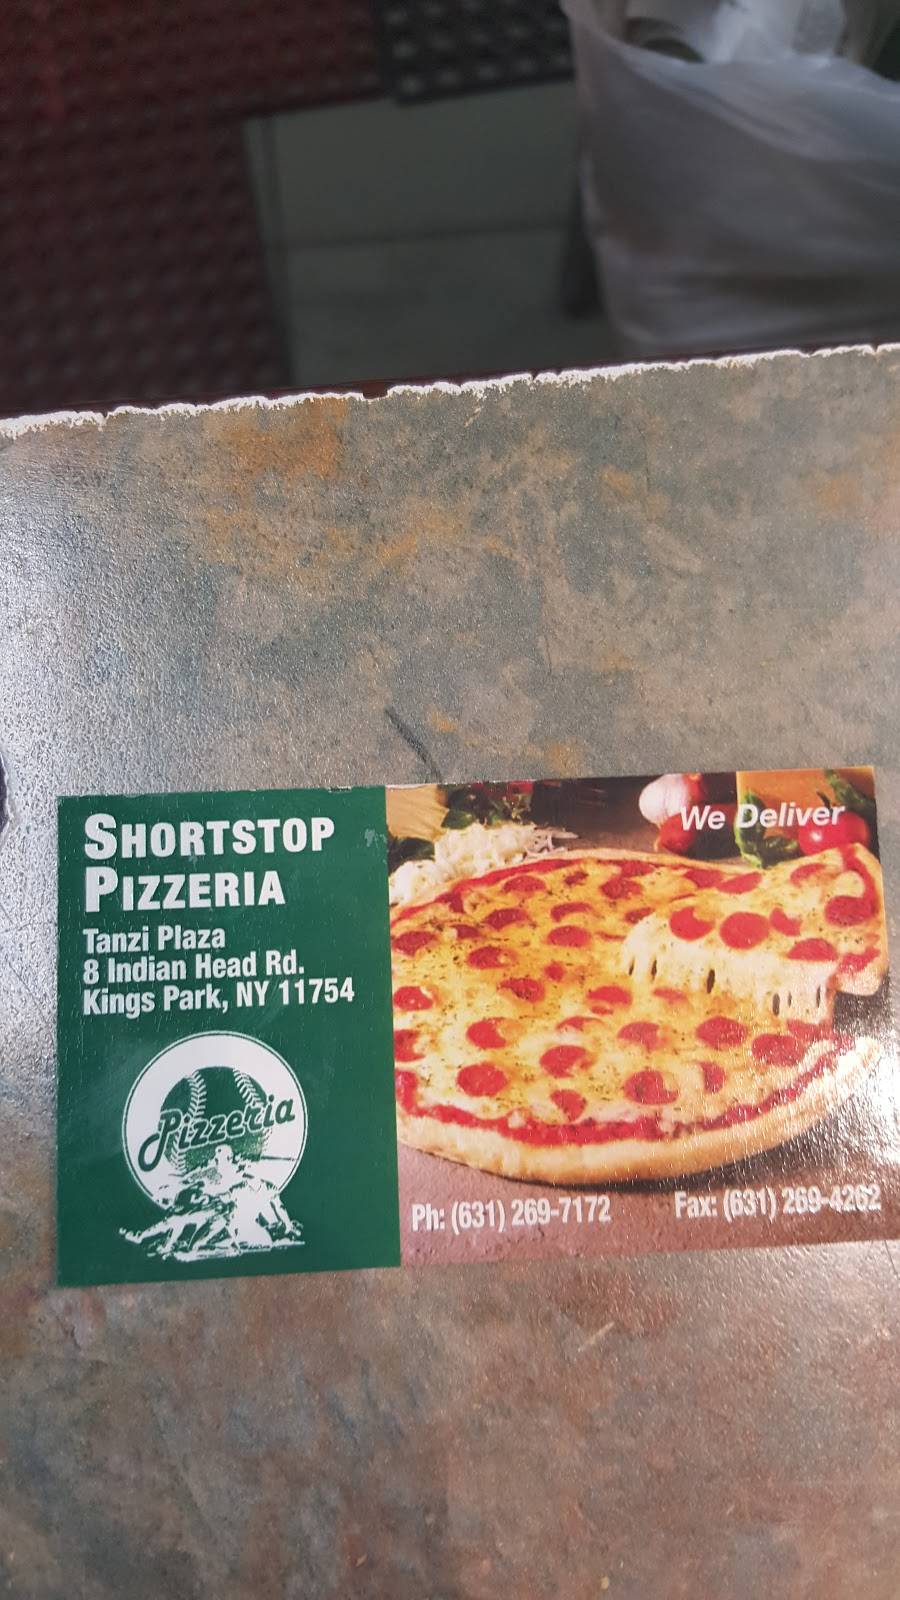 SHORTSTOP
PIZZERIA
Tanzi Plaza
8 Indian Head Rd.
Kings Park, NY 11754
Pizzeria
We Deliver
Ph: (631) 269-7172
Fax: (631) 269-4262